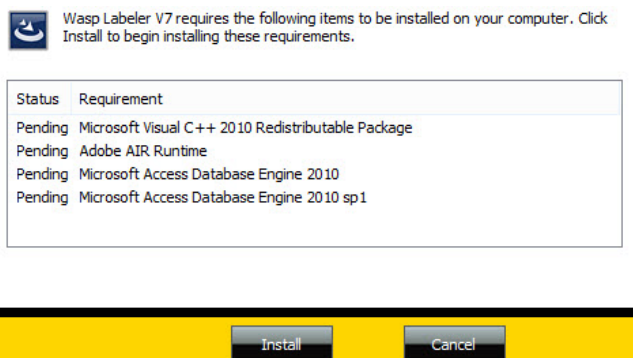 Wasp Labeler V7 requires the following items to be installed on your computer. Click
Install to begin installing these requirements.
Status Requirement
Pending Microsoft Visual C++ 2010 Redistributable Package
Pending Adobe AIR Runtime
Pending Microsoft Access Database Engine 2010
Pending Microsoft Access Database Engine 2010 sp1
Install Cancel